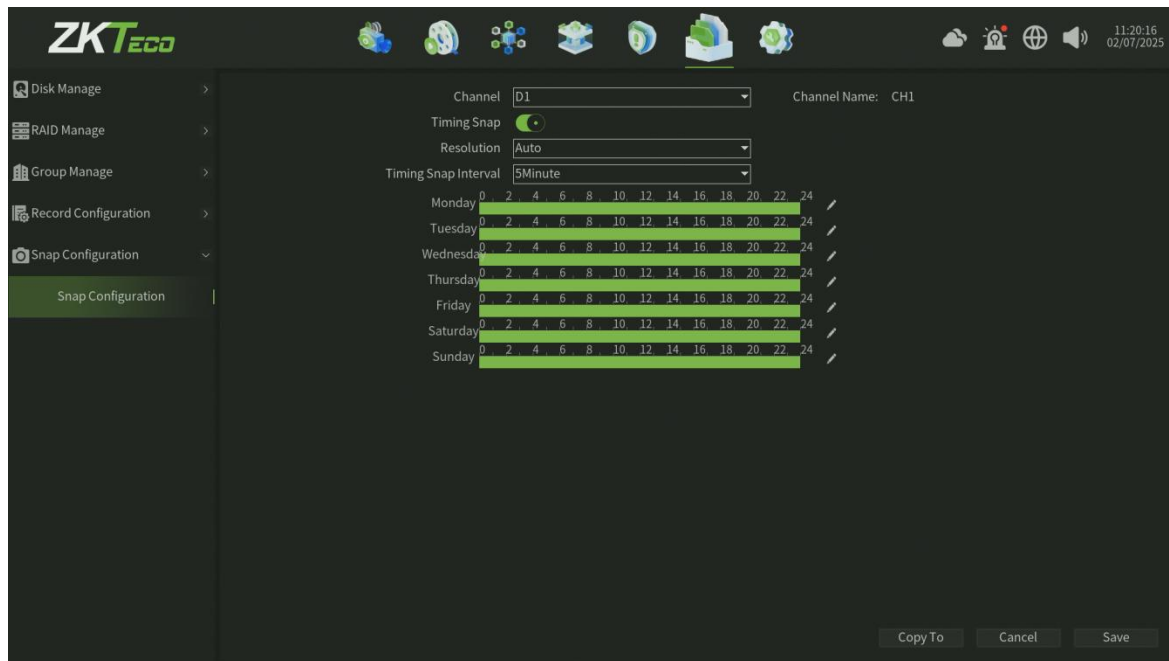 ZKTeco
11:20:16
02/07/2025
Disk Manage
RAID Manage
Group Manage
Record Configuration
Snap Configuration
Snap Configuration
Channel D1 Channel Name: CH1
Timing Snap
Resolution Auto
Timing Snap Interval 5Minute
Monday 0 2 4 6 8 10 12 14 16 18 20 22 24
Tuesday 0 2 4 6 8 10 12 14 16 18 20 22 24
Wednesday 0 2 4 6 8 10 12 14 16 18 20 22 24
Thursday 0 2 4 6 8 10 12 14 16 18 20 22 24
Friday 0 2 4 6 8 10 12 14 16 18 20 22 24
Saturday 0 2 4 6 8 10 12 14 16 18 20 22 24
Sunday 0 2 4 6 8 10 12 14 16 18 20 22 24
Copy To Cancel Save